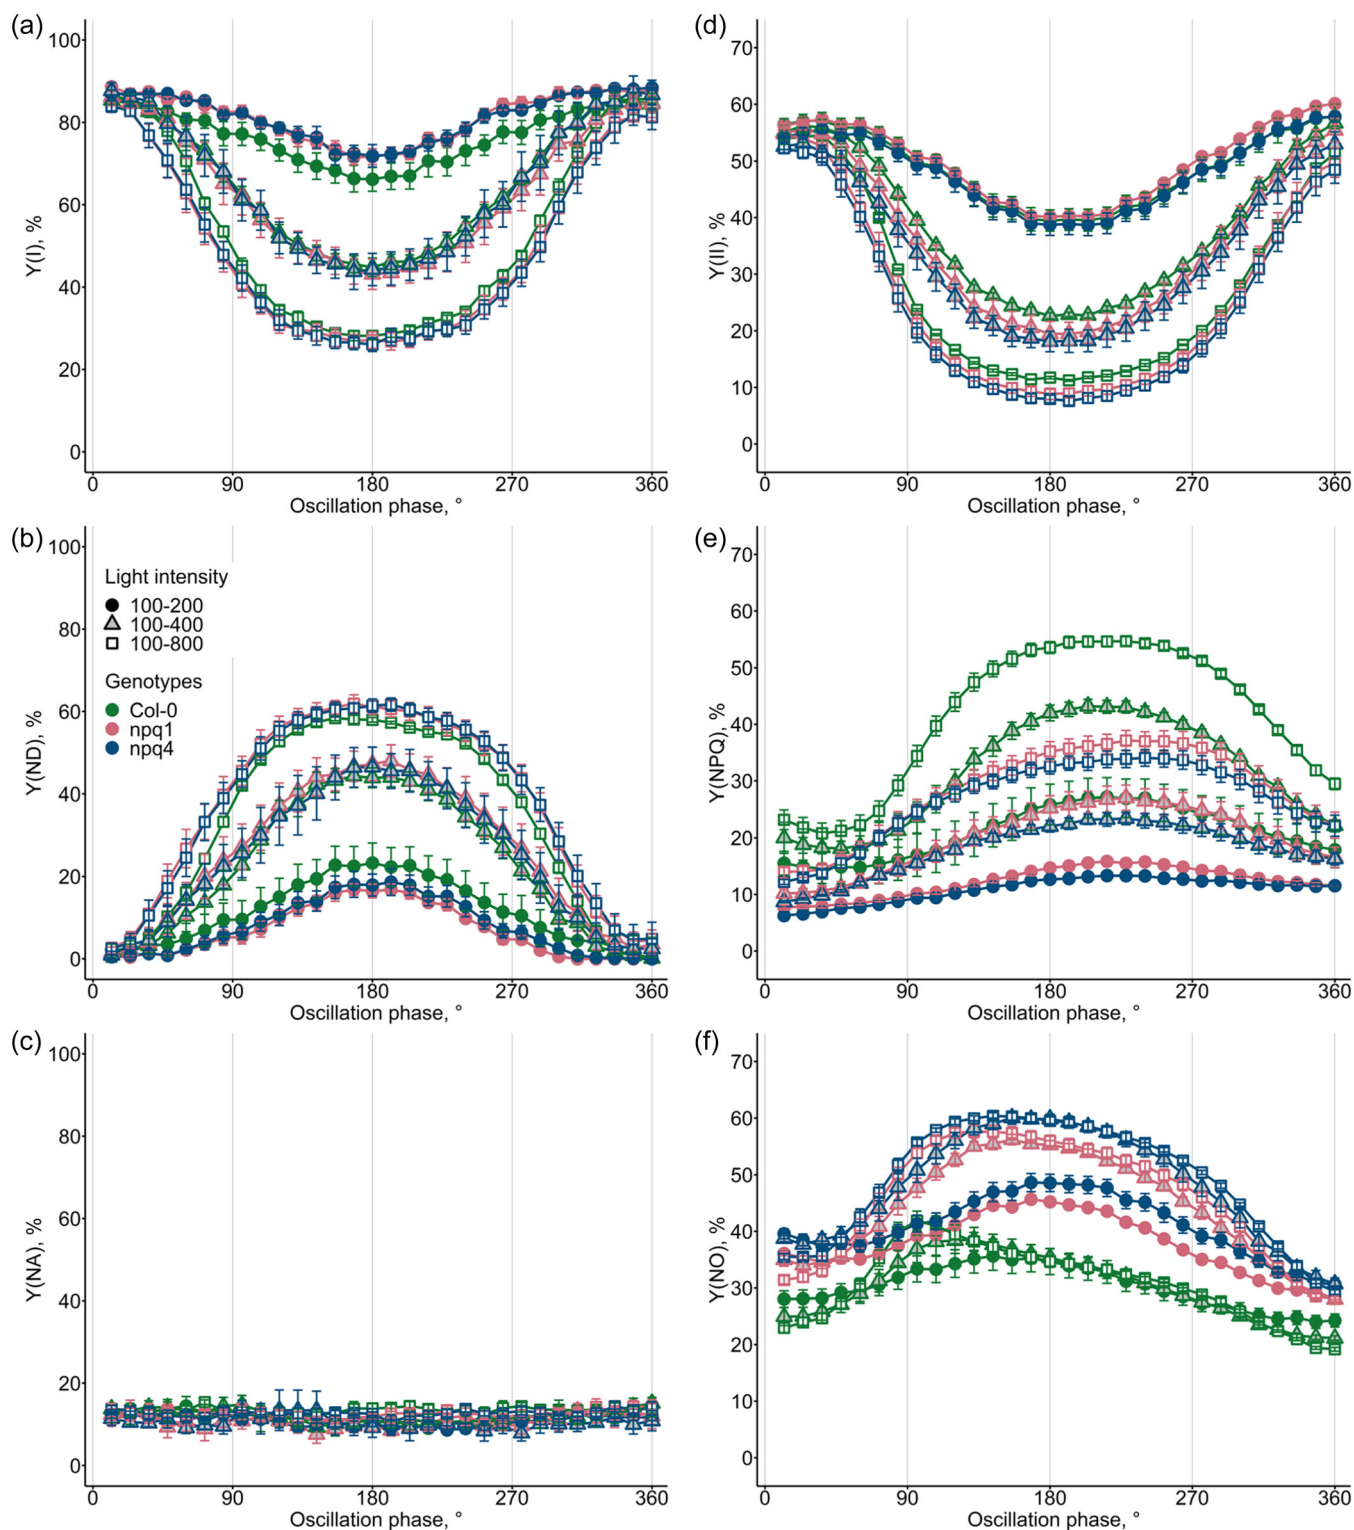 (a)
Y(I), %
100
80
60
40
20
0
0 90 180 270 360
Oscillation phase, °
(d)
Y(II), %
70
60
50
40
30
20
10
0
0 90 180 270 360
Oscillation phase, °
(b)
Y(ND), %
100
80
60
40
20
0
Light intensity
100-200
100-400
100-800
Genotypes
Col-0
npq1
npq4
0 90 180 270 360
Oscillation phase, °
(e)
Y(NPQ), %
70
60
50
40
30
20
10
0
0 90 180 270 360
Oscillation phase, °
(c)
Y(NA), %
100
80
60
40
20
0
0 90 180 270 360
Oscillation phase, °
(f)
Y(NO), %
70
60
50
40
30
20
10
0
0 90 180 270 360
Oscillation phase, °